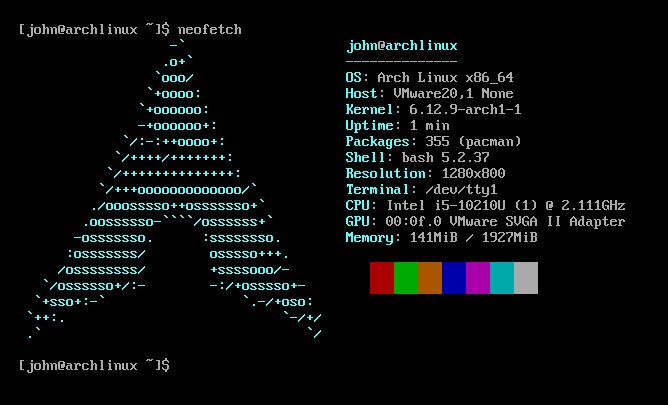 [john@archlinux ~]$ neofetch
                   -`                    john@archlinux
                  .o+`                   --------------
                 `ooo/                   OS: Arch Linux x86_64
                `+oooo:                  Host: VMware20,1 None
               `+oooooo:                 Kernel: 6.12.9-arch1-1
               -+oooooo+:                Uptime: 1 min
             `/:-:++oooo+:               Packages: 355 (pacman)
            `/++++/+++++++:              Shell: bash 5.2.37
           `/++++++++++++++:             Resolution: 1280x800
          `/+++ooooooooooooo/`           Terminal: /dev/tty1
         ./ooosssso++osssssso+`          CPU: Intel i5-10210U (1) @ 2.111GHz
        .oossssso-````/ossssss+`         GPU: 00:0f.0 VMware SVGA II Adapter
       -osssssso.      :ssssssso.        Memory: 141MiB / 1927MiB
      :osssssss/        osssso+++.
     /ossssssss/        +ssssooo/-
   `/ossssso+/:-        -:/+osssso+-
  `+sso+:-`                 `.-/+oso:
 `++:.                           `-/+/
 .`                                 `/
[john@archlinux ~]$